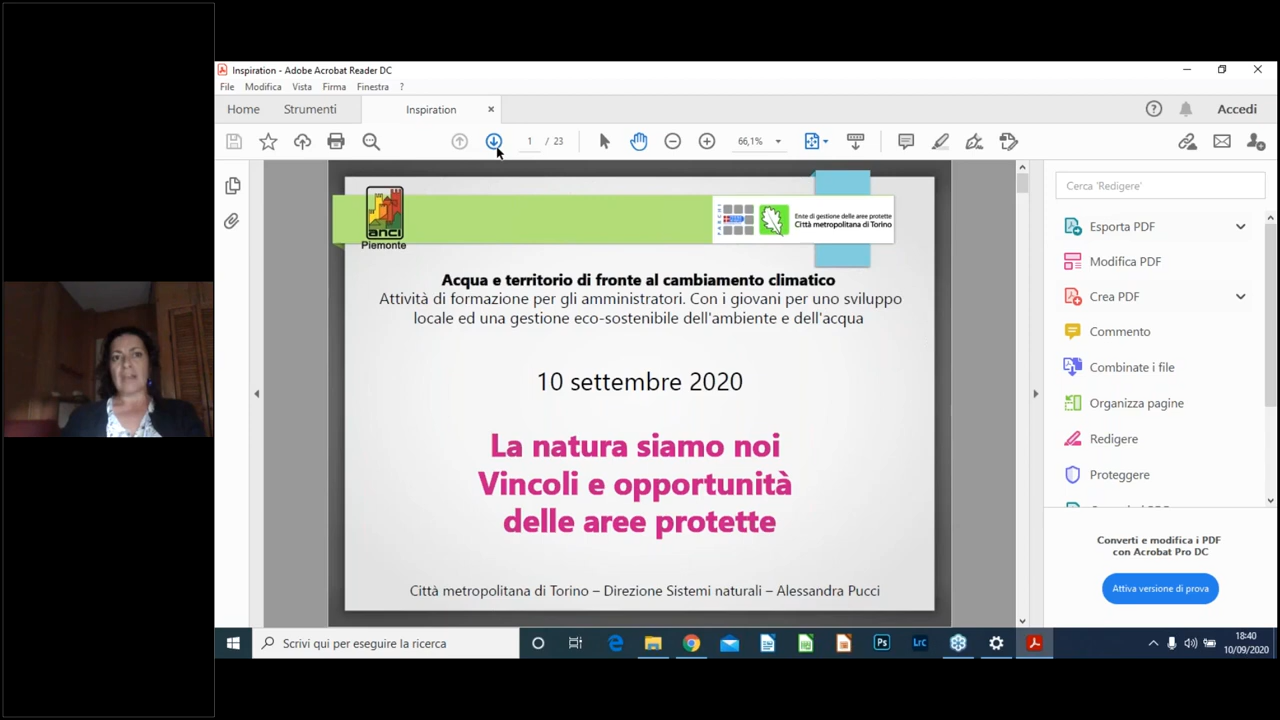 Inspiration - Adobe Acrobat Reader DC
File Modifica Vista Firma Finestra ?
Home Strumenti Inspiration × Accedi
1 / 23 66,1%
anci
Piemonte
Ente di gestione delle aree protette
Città metropolitana di Torino
Acqua e territorio di fronte al cambiamento climatico
Attività di formazione per gli amministratori. Con i giovani per uno sviluppo
locale ed una gestione eco-sostenibile dell'ambiente e dell'acqua
10 settembre 2020
La natura siamo noi
Vincoli e opportunità
delle aree protette
Città metropolitana di Torino – Direzione Sistemi naturali – Alessandra Pucci
Cerca 'Redigere'
Esporta PDF
Modifica PDF
Crea PDF
Commento
Combinate i file
Organizza pagine
Redigere
Proteggere
Converti e modifica i PDF
con Acrobat Pro DC
Attiva versione di prova
Scrivi qui per eseguire la ricerca
Ps
Lrc
18:40
10/09/2020